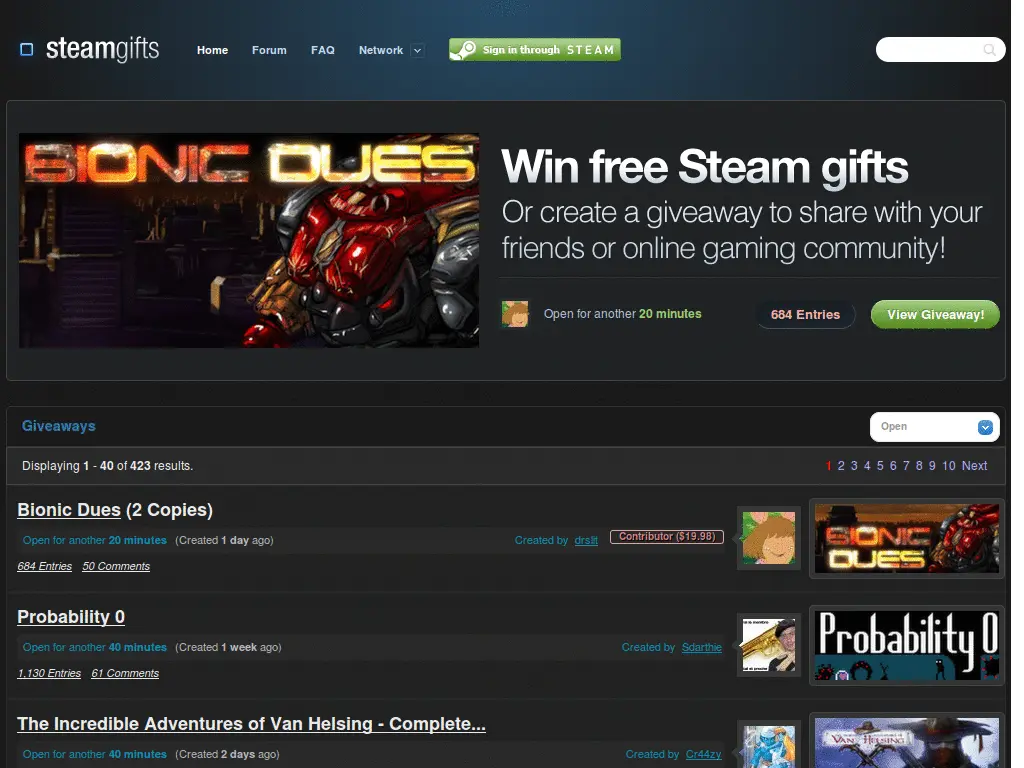 steamgifts Home Forum FAQ Network Sign in through STEAM
BIONIC DUES
Win free Steam gifts
Or create a giveaway to share with your
friends or online gaming community!
Open for another 20 minutes 684 Entries View Giveaway!
Giveaways Open
Displaying 1 - 40 of 423 results. 1 2 3 4 5 6 7 8 9 10 Next
Bionic Dues (2 Copies)
Open for another 20 minutes (Created 1 day ago) Created by drslit Contributor ($19.98)
684 Entries 50 Comments
BIONIC
DUES
Probability 0
Open for another 40 minutes (Created 1 week ago) Created by Sdarthie
1,130 Entries 61 Comments
Probability 0
The Incredible Adventures of Van Helsing - Complete...
Open for another 40 minutes (Created 2 days ago) Created by Cr44zy
VAN HELSING